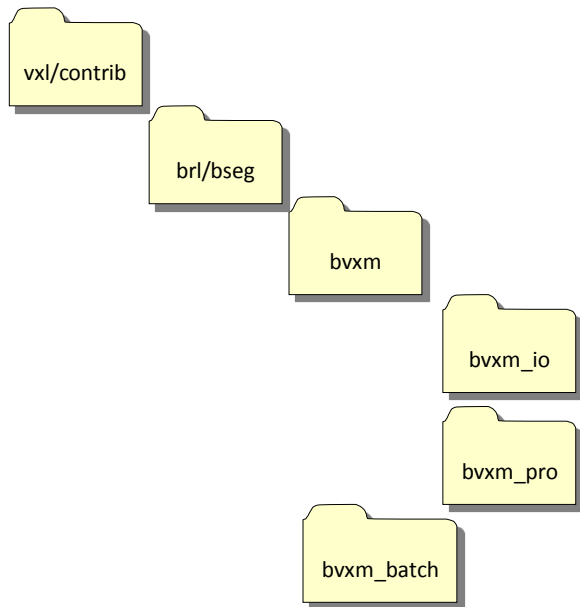 vxl/contrib
brl/bseg
bvxm
bvxm_io
bvxm_pro
bvxm_batch